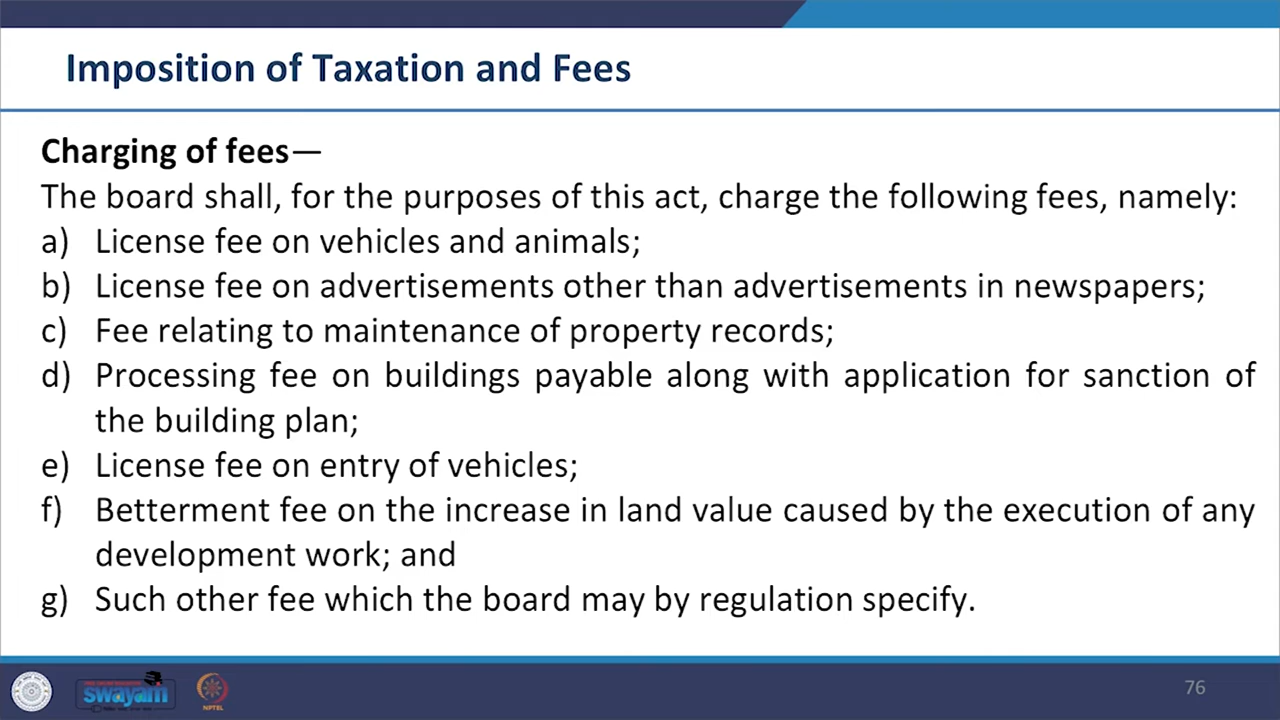 Imposition of Taxation and Fees
Charging of fees—
The board shall, for the purposes of this act, charge the following fees, namely:
a) License fee on vehicles and animals;
b) License fee on advertisements other than advertisements in newspapers;
c) Fee relating to maintenance of property records;
d) Processing fee on buildings payable along with application for sanction of
the building plan;
e) License fee on entry of vehicles;
f) Betterment fee on the increase in land value caused by the execution of any
development work; and
g) Such other fee which the board may by regulation specify.
swayam
NPTEL
76